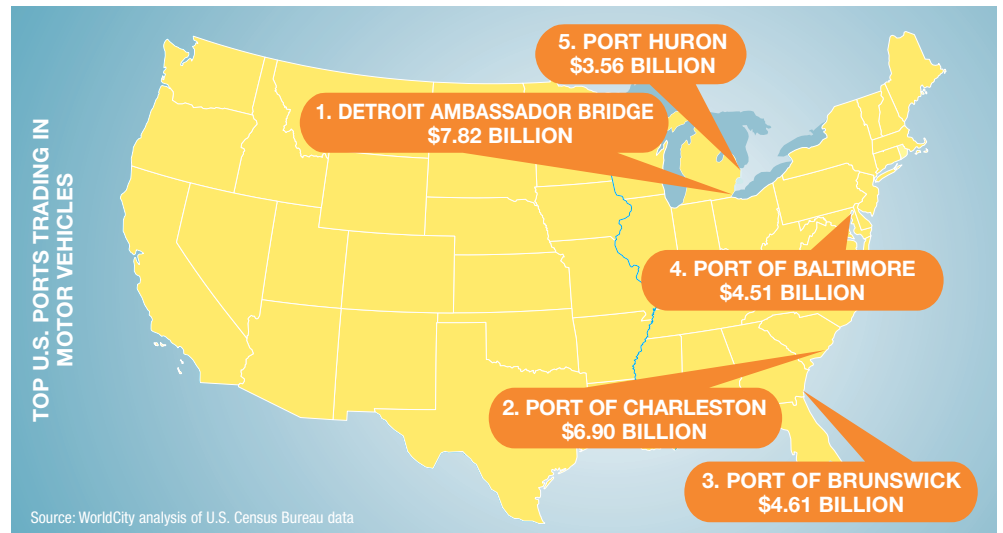 TOP U.S. PORTS TRADING IN
MOTOR VEHICLES
5. PORT HURON
$3.56 BILLION
1. DETROIT AMBASSADOR BRIDGE
$7.82 BILLION
4. PORT OF BALTIMORE
$4.51 BILLION
2. PORT OF CHARLESTON
$6.90 BILLION
3. PORT OF BRUNSWICK
$4.61 BILLION
Source: WorldCity analysis of U.S. Census Bureau data